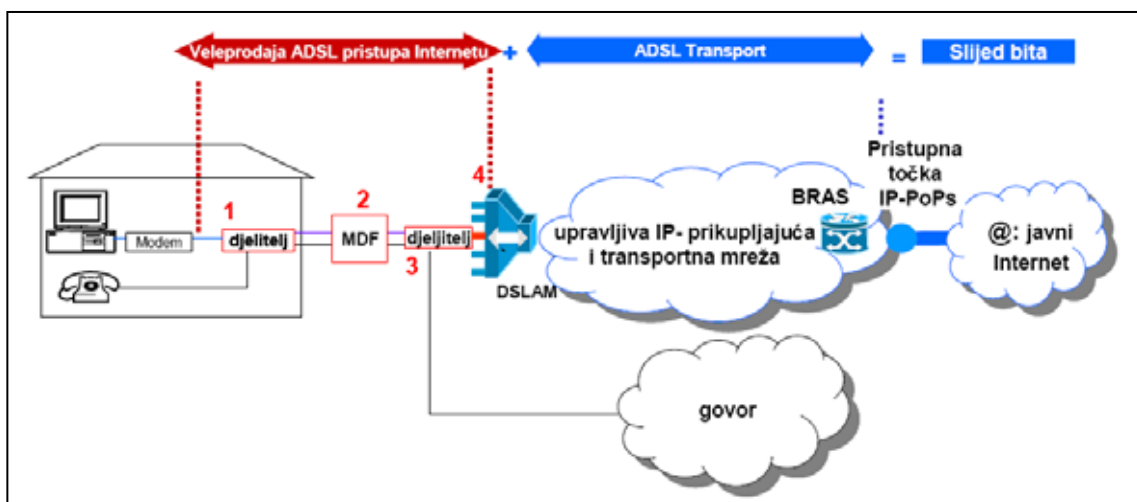 Veleprodaja ADSL pristupa Internetu
+
ADSL Transport
=
Slijed bita
Pristupna
točka
IP-PoPs
1
2
3
4
Modem
djelitelj
MDF
djeljitelj
DSLAM
BRAS
upravljiva IP- prikupljajuća
i transportna mreža
@: javni
Internet
govor